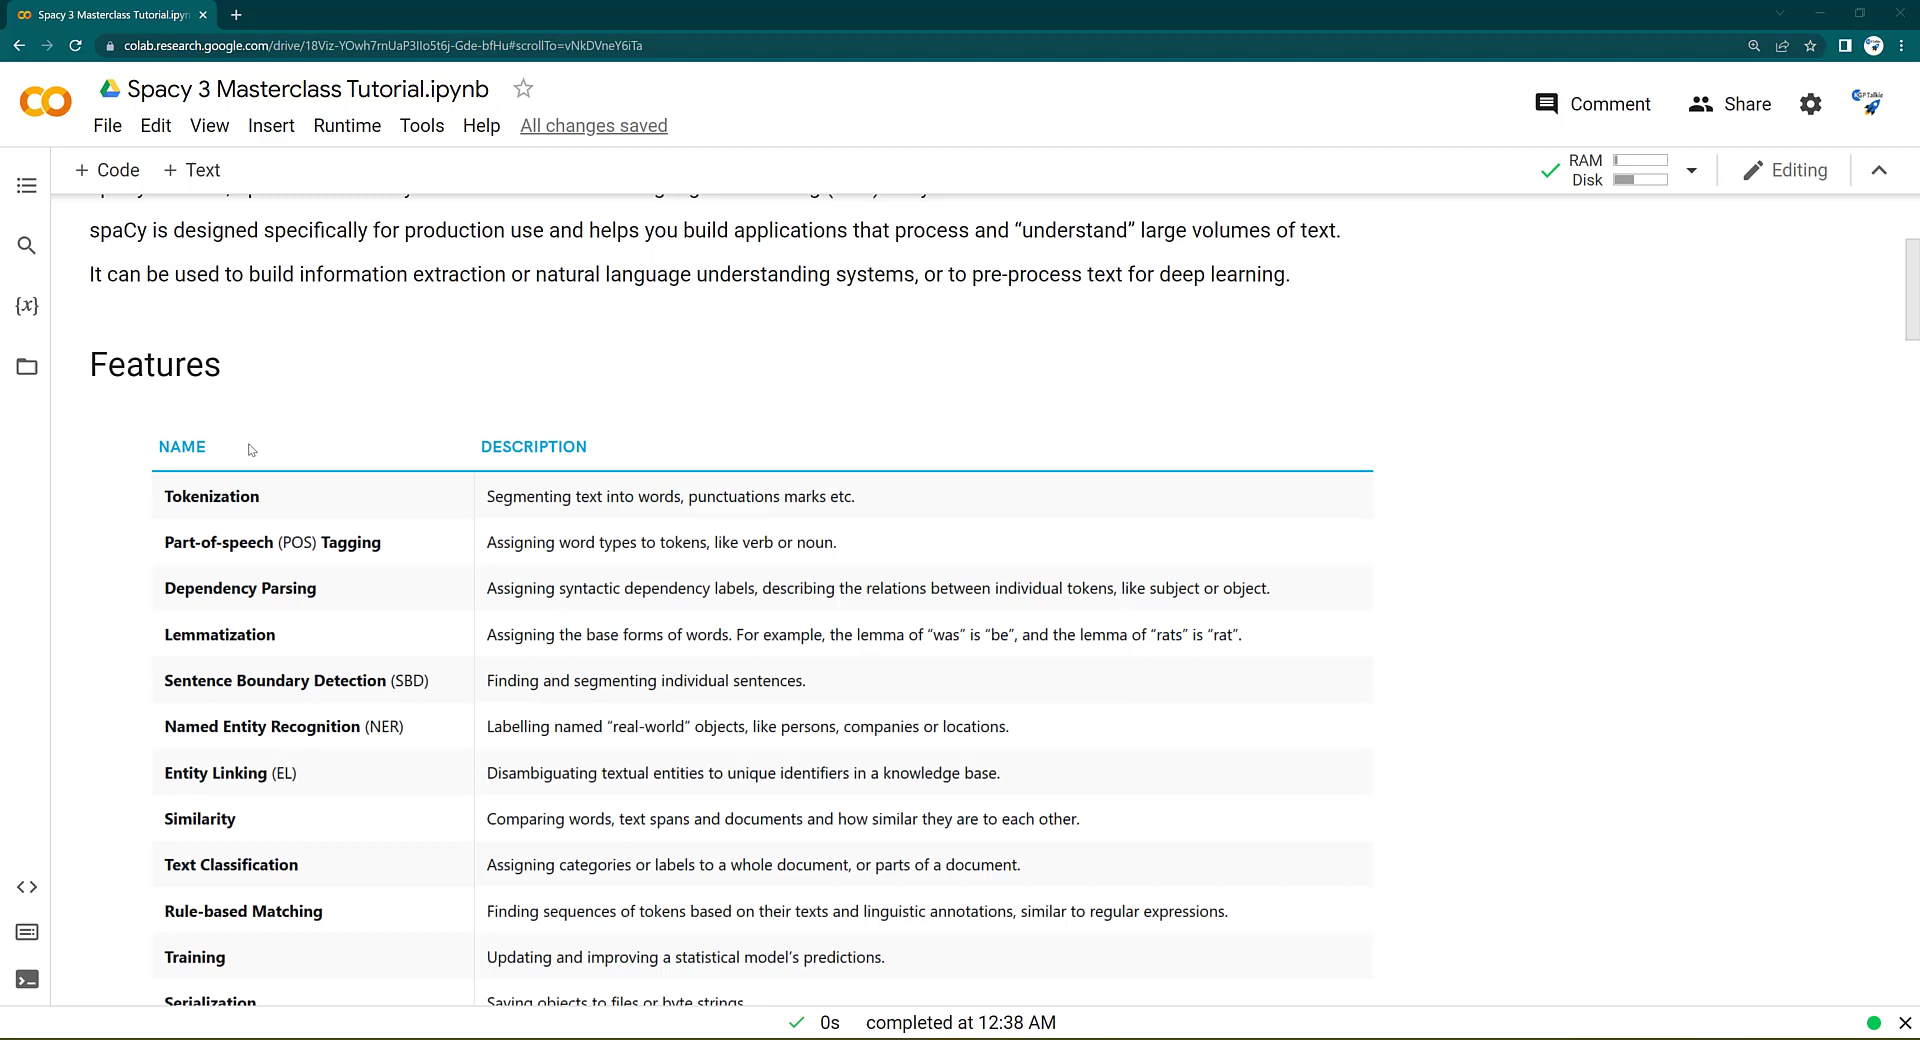 Spacy 3 Masterclass Tutorial.ipyn
colab.research.google.com/drive/18Viz-YOwh7rnUaP3IIo5t6j-Gde-bfHu#scrollTo=vNkDVneY6iTa
Spacy 3 Masterclass Tutorial.ipynb
Comment
Share
KGP Talkie
File Edit View Insert Runtime Tools Help All changes saved
+ Code + Text
RAM
Disk
Editing
spaCy is designed specifically for production use and helps you build applications that process and “understand” large volumes of text.
It can be used to build information extraction or natural language understanding systems, or to pre-process text for deep learning.
{x}
Features
NAME DESCRIPTION
Tokenization Segmenting text into words, punctuations marks etc.
Part-of-speech (POS) Tagging Assigning word types to tokens, like verb or noun.
Dependency Parsing Assigning syntactic dependency labels, describing the relations between individual tokens, like subject or object.
Lemmatization Assigning the base forms of words. For example, the lemma of “was” is “be”, and the lemma of “rats” is “rat”.
Sentence Boundary Detection (SBD) Finding and segmenting individual sentences.
Named Entity Recognition (NER) Labelling named “real-world” objects, like persons, companies or locations.
Entity Linking (EL) Disambiguating textual entities to unique identifiers in a knowledge base.
Similarity Comparing words, text spans and documents and how similar they are to each other.
Text Classification Assigning categories or labels to a whole document, or parts of a document.
Rule-based Matching Finding sequences of tokens based on their texts and linguistic annotations, similar to regular expressions.
Training Updating and improving a statistical model’s predictions.
Serialization Saving objects to files or byte strings.
0s completed at 12:38 AM